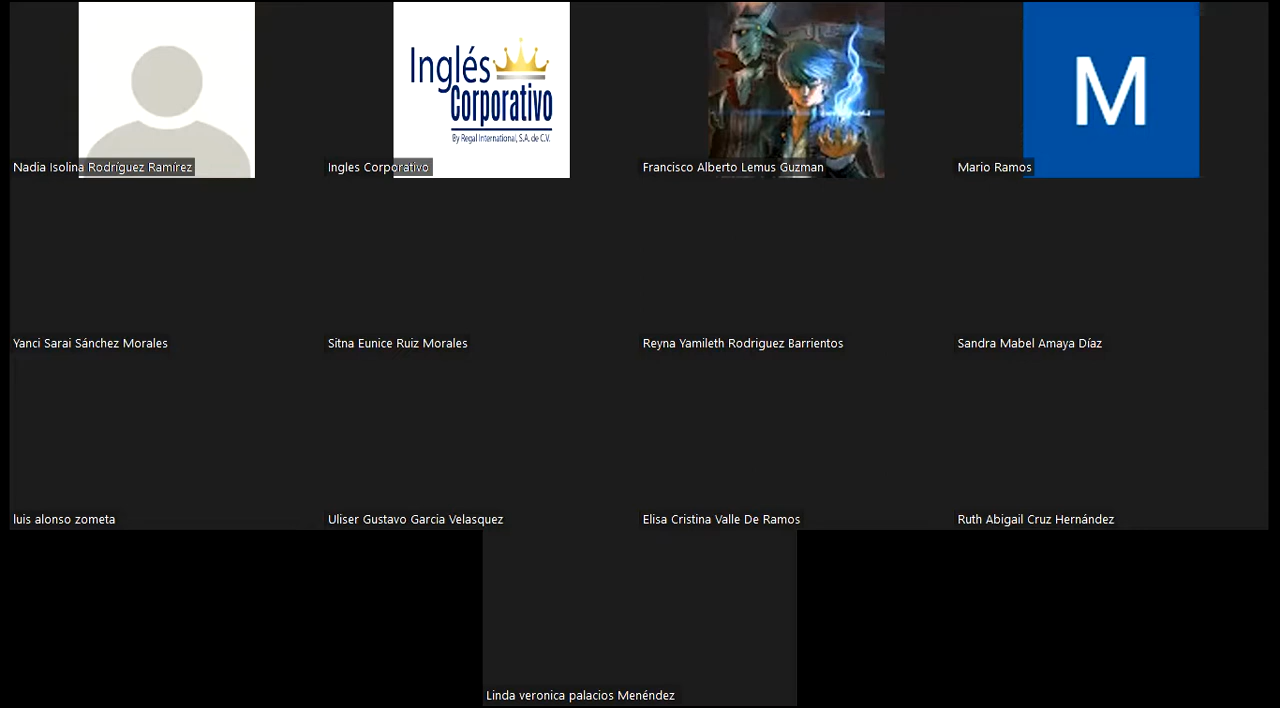 Inglés
Corporativo
By Regal International, S.A. de C.V.
M
Nadia Isolina Rodríguez Ramírez
Ingles Corporativo
Francisco Alberto Lemus Guzman
Mario Ramos
Yanci Sarai Sánchez Morales
Sitna Eunice Ruiz Morales
Reyna Yamileth Rodriguez Barrientos
Sandra Mabel Amaya Díaz
luis alonso zometa
Uliser Gustavo Garcia Velasquez
Elisa Cristina Valle De Ramos
Ruth Abigail Cruz Hernández
Linda veronica palacios Menéndez